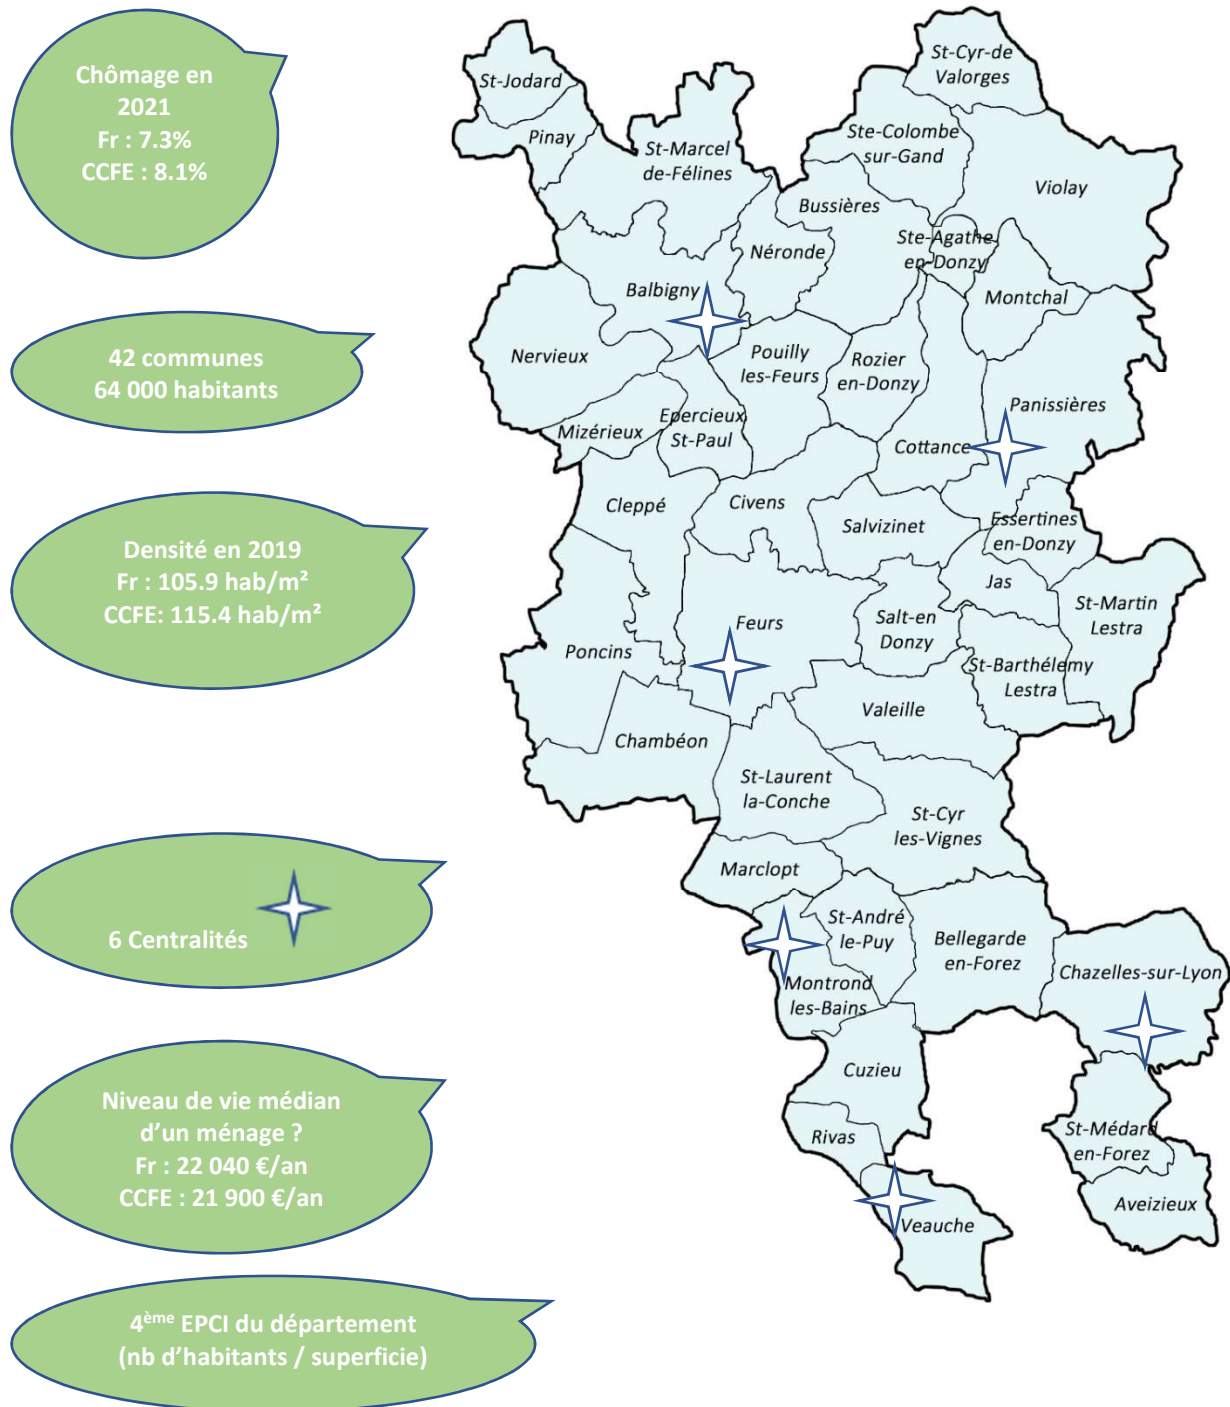 Chômage en
2021
Fr : 7.3%
CCFE : 8.1%
42 communes
64 000 habitants
Densité en 2019
Fr : 105.9 hab/m²
CCFE: 115.4 hab/m²
6 Centralités
Niveau de vie médian
d'un ménage ?
Fr : 22 040 €/an
CCFE : 21 900 €/an
4ème EPCI du département
(nb d'habitants / superficie)
St-Cyr-de
Valorges
St-Jodard
Pinay
St-Marcel
de-Félines
Ste-Colombe
sur-Gand
Violay
Bussières
Ste-Agathe
en-Donzy
Néronde
Balbigny
Montchal
Nervieux
Pouilly
les-Feurs
Rozier
en-Donzy
Panissières
Mizérieux
Epercieux
St-Paul
Cottance
Cleppé
Civens
Salvizinet
Essertines
en-Donzy
Jas
St-Martin
Lestra
Feurs
Salt-en
Donzy
Poncins
St-Barthélemy
Lestra
Valeille
Chambéon
St-Laurent
la-Conche
St-Cyr
les-Vignes
Marclopt
St-André
le-Puy
Bellegarde
en-Forez
Chazelles-sur-Lyon
Montrond
les-Bains
Cuzieu
Rivas
St-Médard
en-Forez
Aveizieux
Veauche